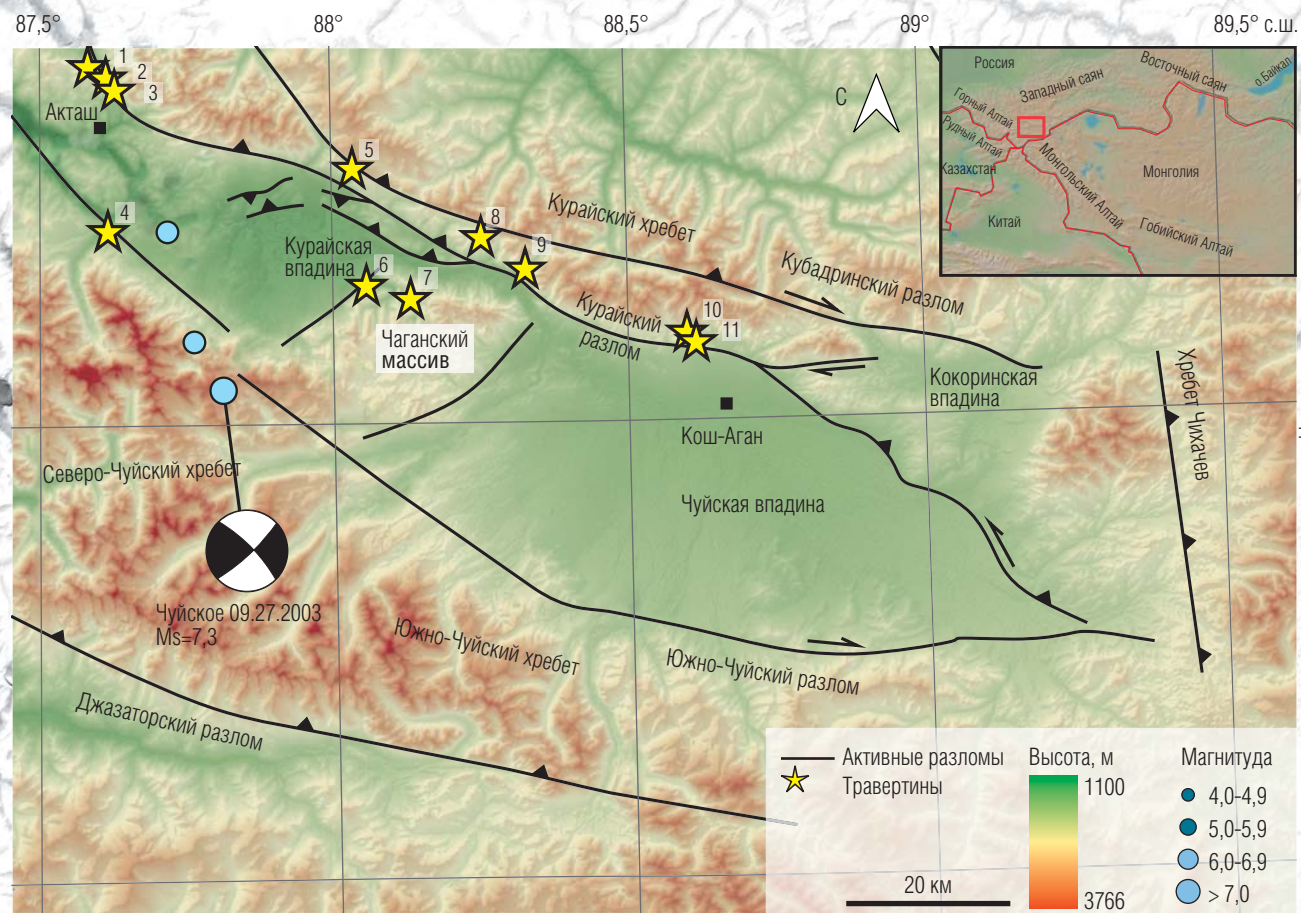 87,5°
88°
88,5°
89°
89,5° с.ш.
1
2
3
Акташ
С
Россия
Западный саян
Восточный саян
о.Байкал
Горный Алтай
Рудный Алтай
Казахстан
Монгольский Алтай
Монголия
Китай
Гобийский Алтай
5
4
8
Курайский хребет
9
Курайская
впадина
6
7
Кубадринский разлом
Чаганский
массив
Курайский
разлом
10
11
Кокоринская
впадина
Хребет Чихачев
Кош-Аган
Северо-Чуйский хребет
Чуйская впадина
Чуйское 09.27.2003
Ms=7,3
Южно-Чуйский хребет
Южно-Чуйский разлом
Джазаторский разлом
Активные разломы
Травертины
20 км
Высота, м
1100
3766
Магнитуда
4,0-4,9
5,0-5,9
6,0-6,9
> 7,0